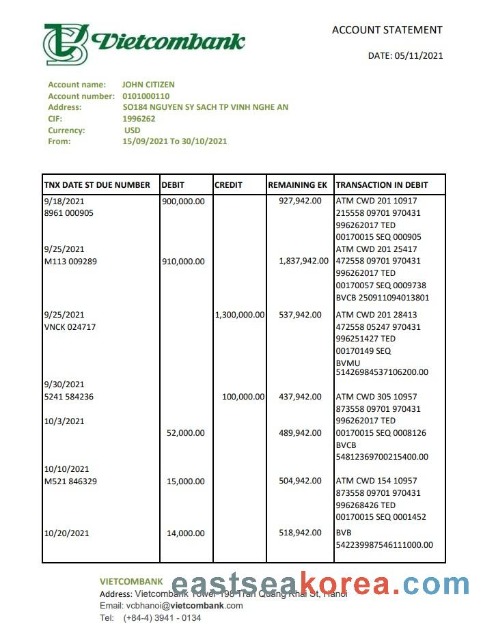 Vietcombank
ACCOUNT STATEMENT
DATE: 05/11/2021
Account name: JOHN CITIZEN
Account number: 0101000110
Address: SO184 NGUYEN SY SACH TP VINH NGHE AN
CIF: 1996262
Currency: USD
From: 15/09/2021 To 30/10/2021
TNX DATE ST DUE NUMBER DEBIT CREDIT REMAINING EK TRANSACTION IN DEBIT
9/18/2021 900,000.00 927,942.00 ATM CWD 201 10917
8961 000905 215558 09701 970431
996262017 TED
00170015 SEQ 000905
9/25/2021 ATM CWD 201 25417
M113 009289 910,000.00 1,837,942.00 472558 09701 970431
996262017 TED
00170057 SEQ 0009738
BVCB 250911094013801
9/25/2021 1,300,000.00 537,942.00 ATM CWD 201 28413
VNCK 024717 472558 05247 970431
996251427 TED
00170149 SEQ
BVMU
51426984537106200.00
9/30/2021
5241 584236 100,000.00 437,942.00 ATM CWD 305 10957
873558 09701 970431
10/3/2021 996262017 TED
52,000.00 489,942.00 00170015 SEQ 0008126
BVCB
54812369700215400.00
10/10/2021
M521 846329 15,000.00 504,942.00 ATM CWD 154 10957
873558 09701 970431
996268426 TED
00170015 SEQ 0001452
10/20/2021 14,000.00 518,942.00 BVB
542239987546111000.00
VIETCOMBANK
eastseakorea.com
Address: Vietcombank Tower 198 Tran Quang Khai St, Hanoi
Email: vcbhanoi@vietcombank.com
Tel: (+84-4) 3941 - 0134